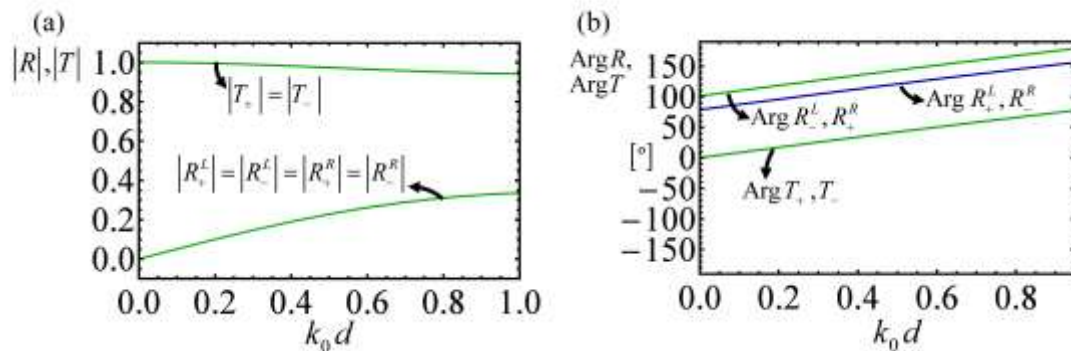 (a)
|R|,|T|
1.0
0.8
0.6
0.4
0.2
0.0
|T₊| = |T₋|
|R₊ᴸ| = |R₋ᴸ| = |R₊ᴿ| = |R₋ᴿ|
0.0 0.2 0.4 0.6 0.8 1.0
k₀d
(b)
Arg R,
Arg T
[°]
150
100
50
0
−50
−100
−150
Arg R₋ᴸ, R₊ᴿ
Arg R₊ᴸ, R₋ᴿ
Arg T₊, T₋
0.0 0.2 0.4 0.6 0.8
k₀d